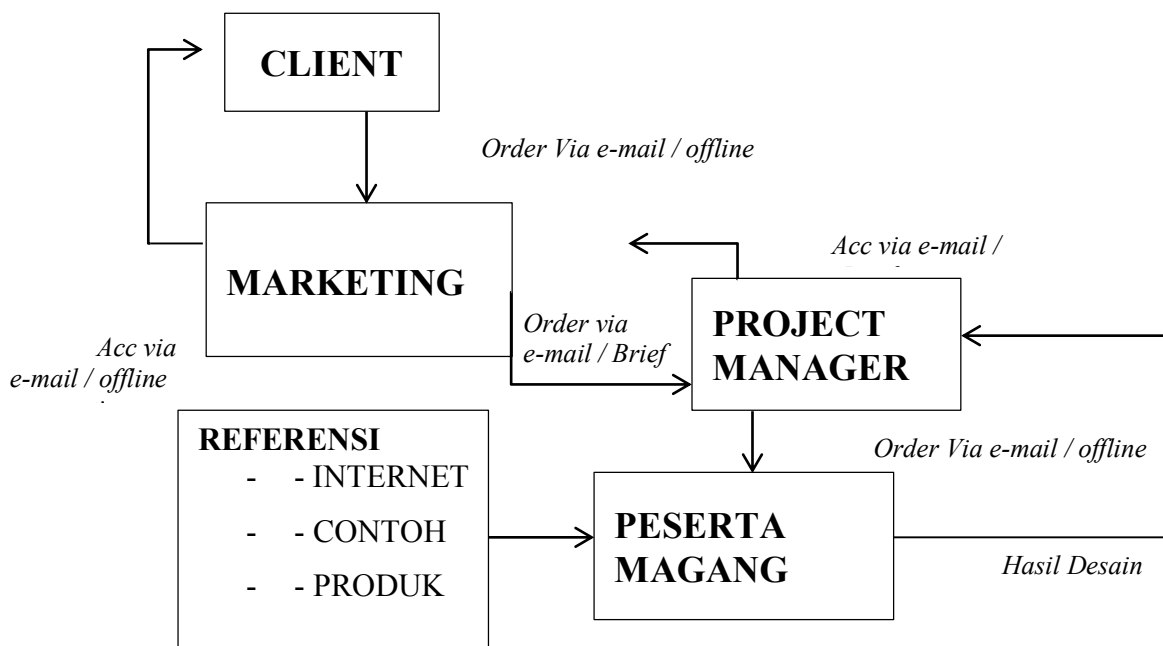 CLIENT
Order Via e-mail / offline
MARKETING
Acc via e-mail /
Order via
e-mail / Brief
PROJECT
MANAGER
Acc via
e-mail / offline
REFERENSI
- - INTERNET
- - CONTOH
- - PRODUK
Order Via e-mail / offline
PESERTA
MAGANG
Hasil Desain